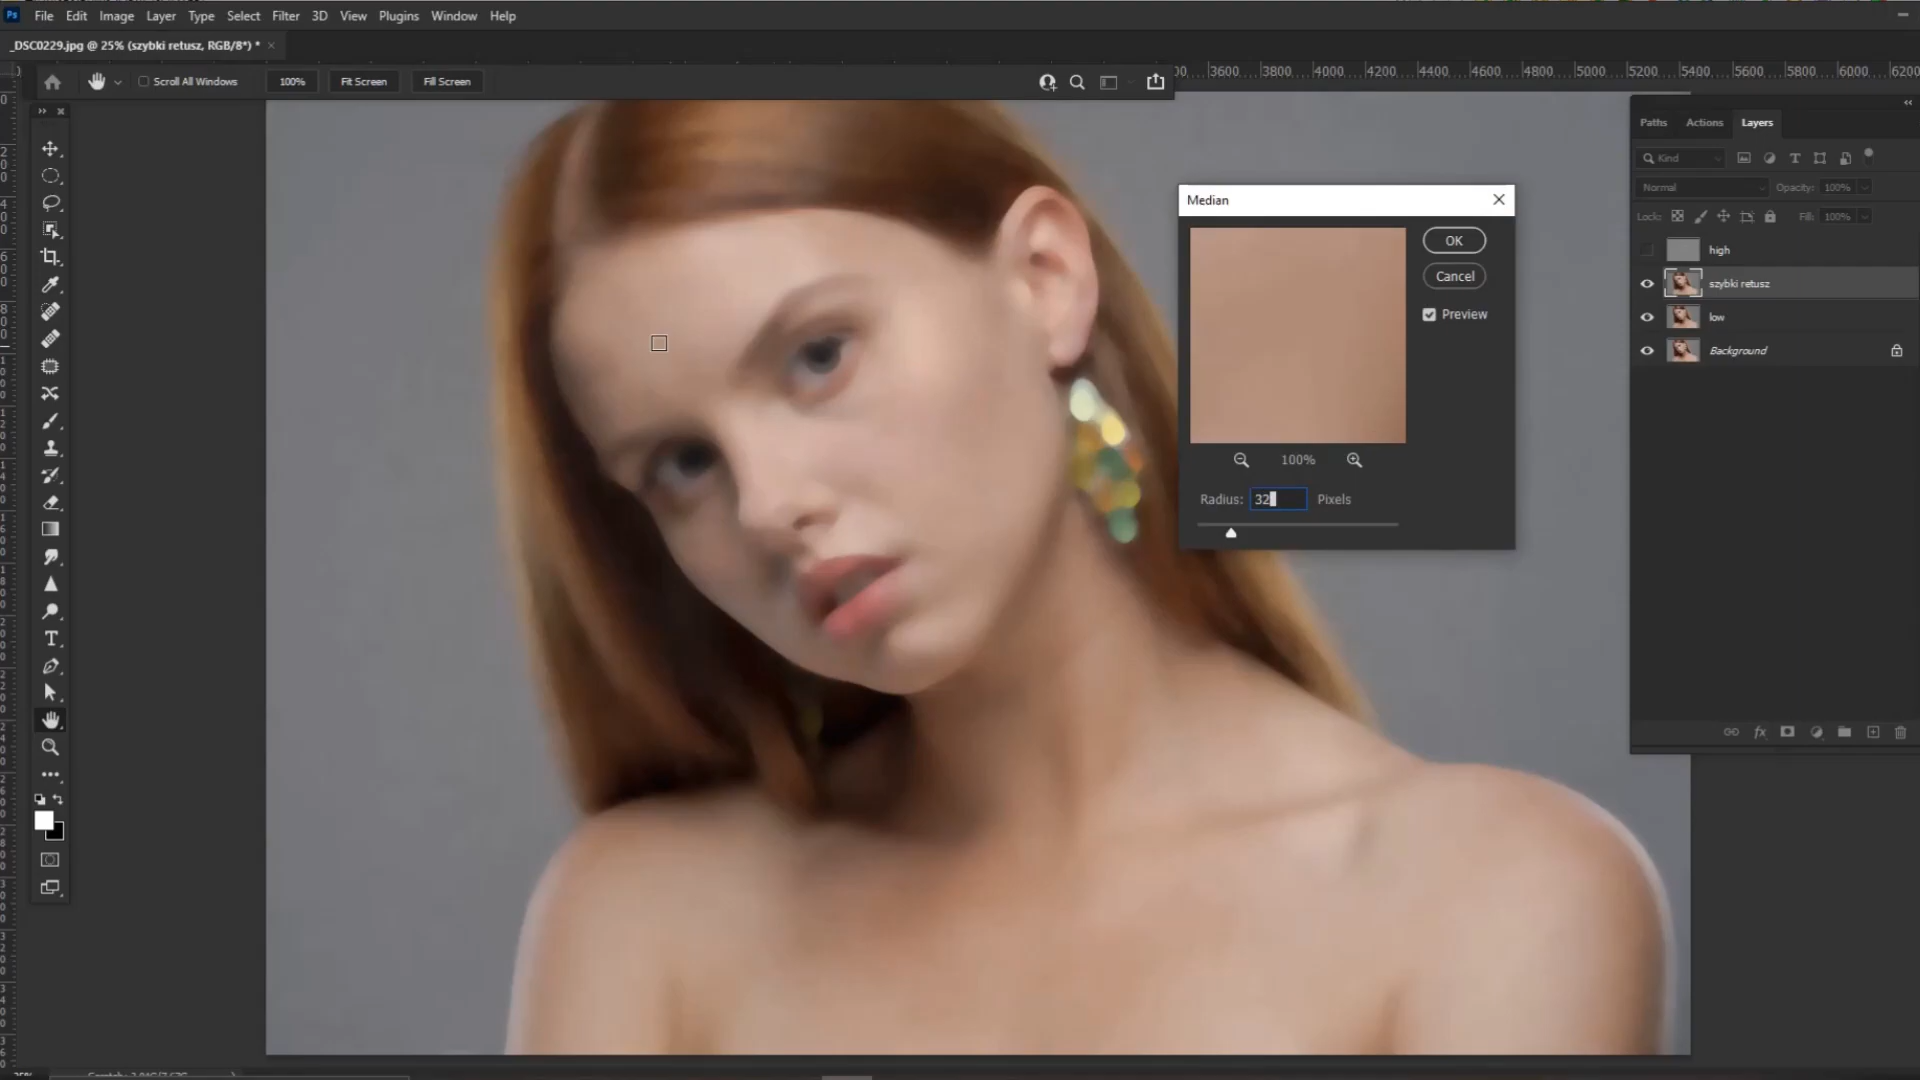 Ps File Edit Image Layer Type Select Filter 3D View Plugins Window Help
_DSC0229.jpg @ 25% (szybki retusz, RGB/8*) * ×
Scroll All Windows 100% Fit Screen Fill Screen
3600 3800 4000 4200 4400 4600 4800 5000 5200 5400 5600 5800 6000 6200
Paths Actions Layers
Kind
Normal Opacity: 100%
Lock: Fill: 100%
high
szybki retusz
low
Background
Median
OK
Cancel
Preview
100%
Radius: 32 Pixels